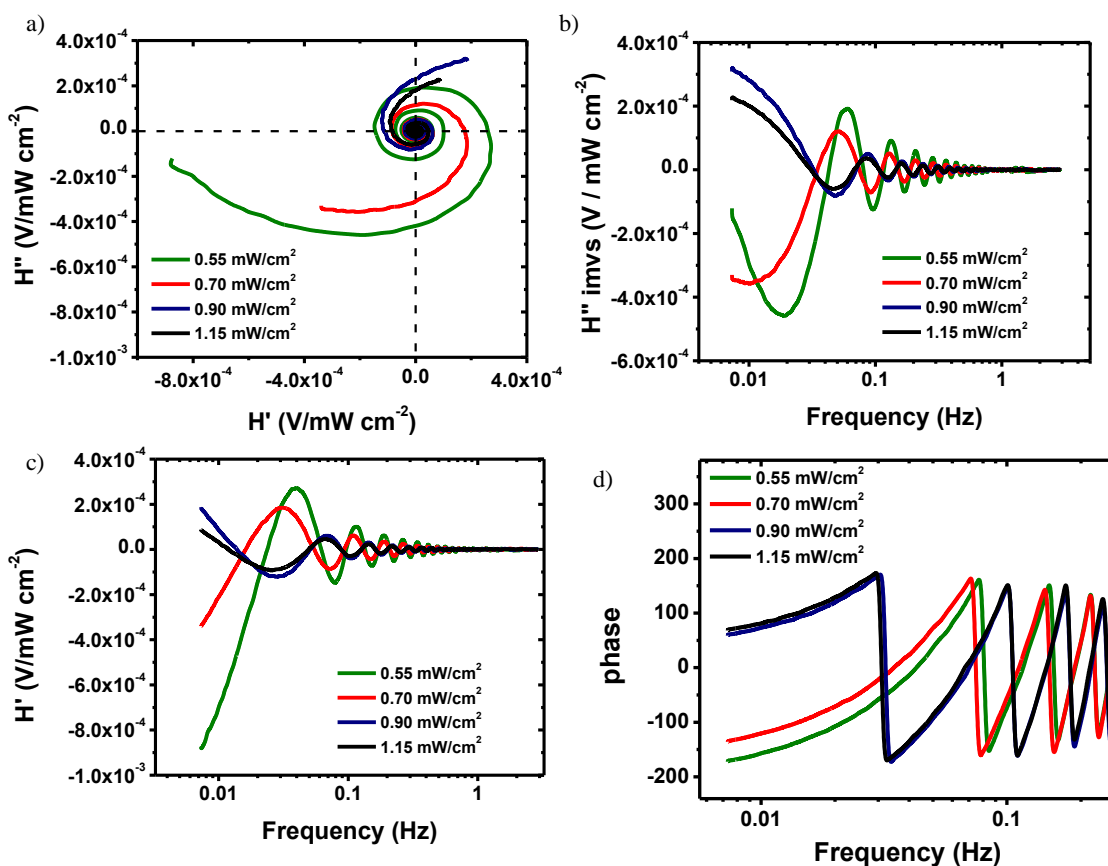 a)
4.0x10⁻⁴
2.0x10⁻⁴
0.0
-2.0x10⁻⁴
-4.0x10⁻⁴
-6.0x10⁻⁴
-8.0x10⁻⁴
-1.0x10⁻³
H'' (V/mW cm⁻²)
0.55 mW/cm²
0.70 mW/cm²
0.90 mW/cm²
1.15 mW/cm²
-8.0x10⁻⁴ -4.0x10⁻⁴ 0.0 4.0x10⁻⁴
H' (V/mW cm⁻²)
b)
4.0x10⁻⁴
2.0x10⁻⁴
0.0
-2.0x10⁻⁴
-4.0x10⁻⁴
-6.0x10⁻⁴
H'' imvs (V / mW cm⁻²)
0.55 mW/cm²
0.70 mW/cm²
0.90 mW/cm²
1.15 mW/cm²
0.01 0.1 1
Frequency (Hz)
c)
4.0x10⁻⁴
2.0x10⁻⁴
0.0
-2.0x10⁻⁴
-4.0x10⁻⁴
-6.0x10⁻⁴
-8.0x10⁻⁴
-1.0x10⁻³
H' (V/mW cm⁻²)
0.55 mW/cm²
0.70 mW/cm²
0.90 mW/cm²
1.15 mW/cm²
0.01 0.1 1
Frequency (Hz)
d)
300
200
100
0
-100
-200
phase
0.55 mW/cm²
0.70 mW/cm²
0.90 mW/cm²
1.15 mW/cm²
0.01 0.1
Frequency (Hz)